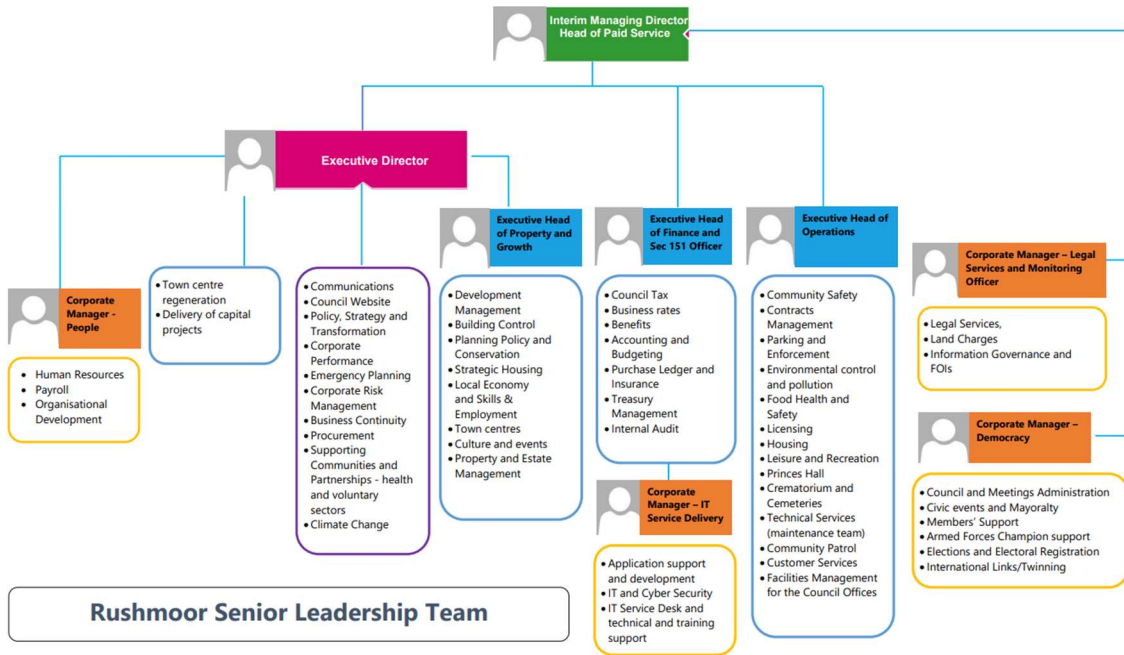 Interim Managing Director
Head of Paid Service
Executive Director
Corporate
Manager -
People
• Human Resources
• Payroll
• Organisational
Development
• Town centre
regeneration
• Delivery of capital
projects
• Communications
• Council Website
• Policy, Strategy and
Transformation
• Corporate
Performance
• Emergency Planning
• Corporate Risk
Management
• Business Continuity
• Procurement
• Supporting
Communities and
Partnerships - health
and voluntary
sectors
• Climate Change
Executive Head
of Property and
Growth
• Development
Management
• Building Control
• Planning Policy and
Conservation
• Strategic Housing
• Local Economy
and Skills &
Employment
• Town centres
• Culture and events
• Property and Estate
Management
Executive Head
of Finance and
Sec 151 Officer
• Council Tax
• Business rates
• Benefits
• Accounting and
Budgeting
• Purchase Ledger and
Insurance
• Treasury
Management
• Internal Audit
Corporate
Manager – IT
Service Delivery
• Application support
and development
• IT and Cyber Security
• IT Service Desk and
technical and training
support
Executive Head of
Operations
• Community Safety
• Contracts
Management
• Parking and
Enforcement
• Environmental control
and pollution
• Food Health and
Safety
• Licensing
• Housing
• Leisure and Recreation
• Princes Hall
• Crematorium and
Cemeteries
• Technical Services
(maintenance team)
• Community Patrol
• Customer Services
• Facilities Management
for the Council Offices
Corporate Manager – Legal
Services and Monitoring
Officer
• Legal Services,
• Land Charges
• Information Governance and
FOIs
Corporate Manager –
Democracy
• Council and Meetings Administration
• Civic events and Mayoralty
• Members' Support
• Armed Forces Champion support
• Elections and Electoral Registration
• International Links/Twinning
Rushmoor Senior Leadership Team